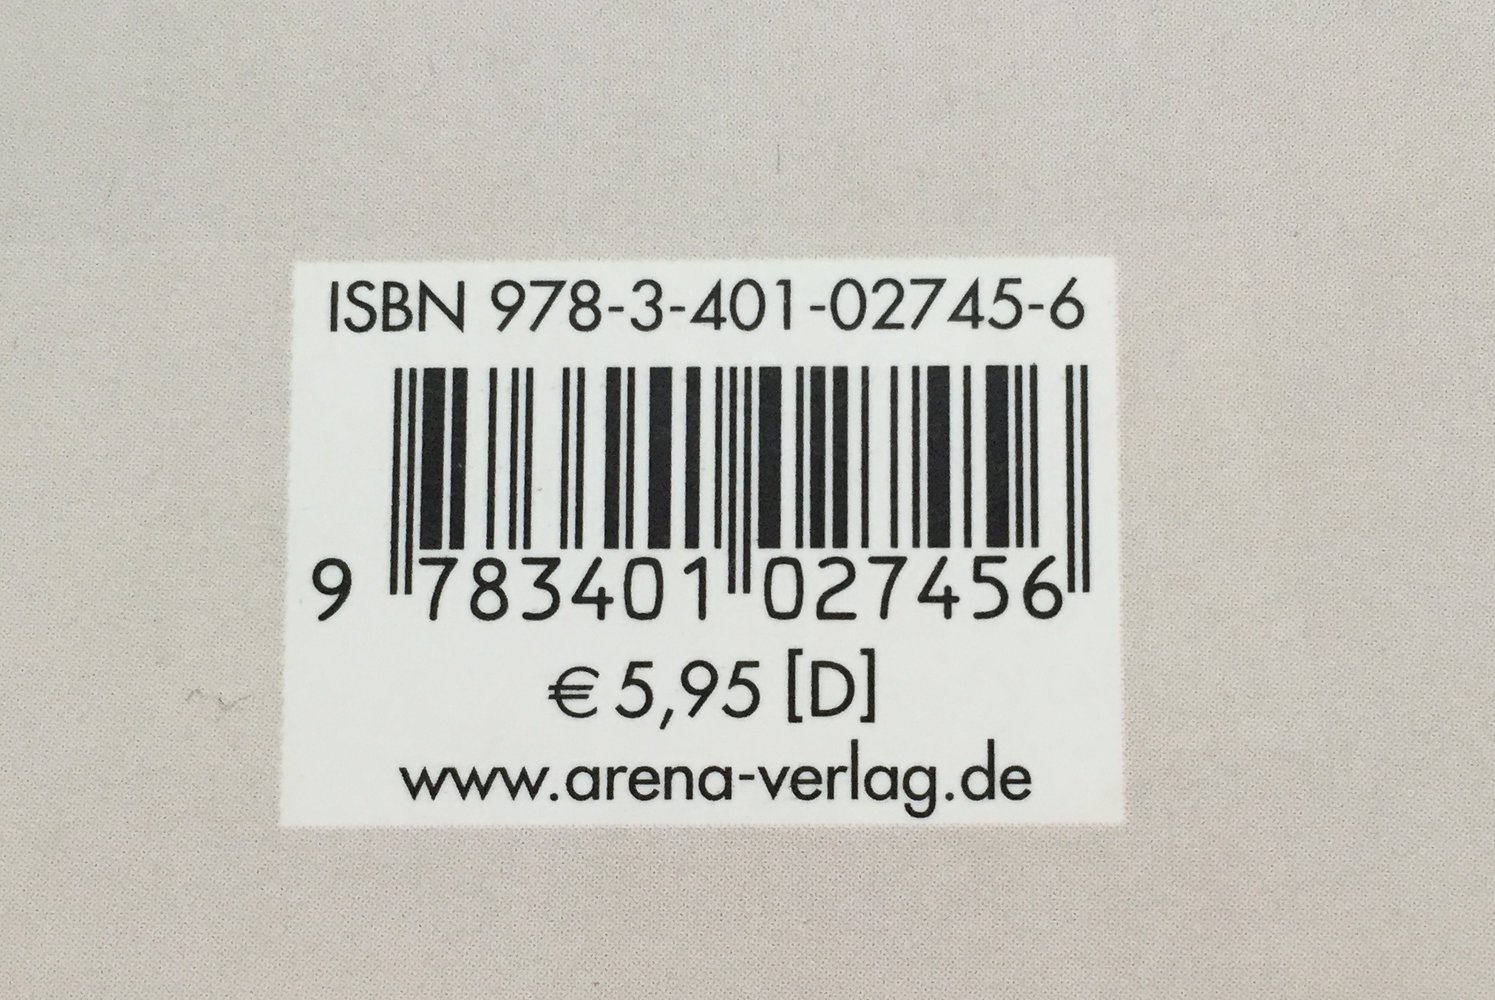 ISBN 978-3-401-02745-6
9 783401 027456
€ 5,95 [D]
www.arena-verlag.de